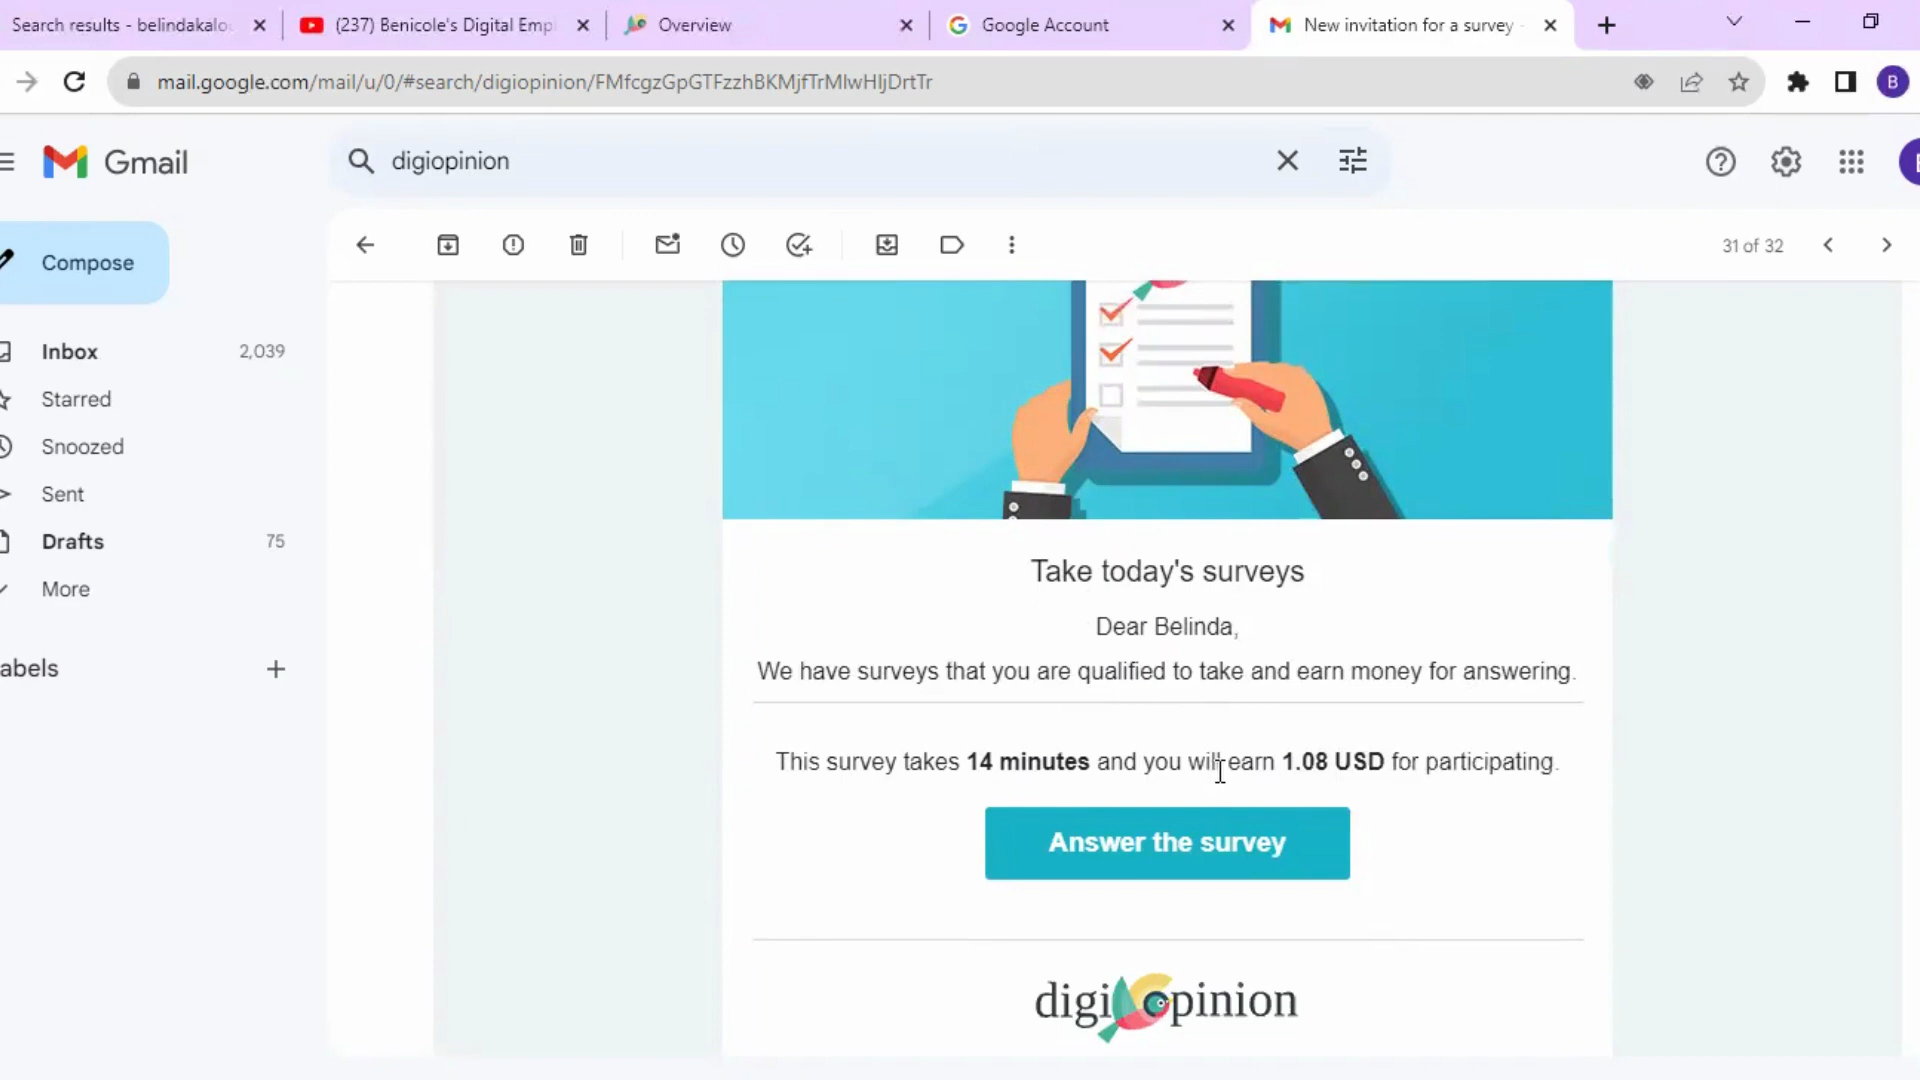 Search results - belindakalo
(237) Benicole's Digital Empl
Overview
Google Account
New invitation for a survey -
mail.google.com/mail/u/0/#search/digiopinion/FMfcgzGpGTFzzhBKMjfTrMlwHljDrtTr
B
Gmail
digiopinion
Compose
31 of 32
Inbox 2,039
Starred
Snoozed
Sent
Drafts 75
More
abels
Take today's surveys
Dear Belinda,
We have surveys that you are qualified to take and earn money for answering.
This survey takes 14 minutes and you will earn 1.08 USD for participating.
Answer the survey
digiopinion